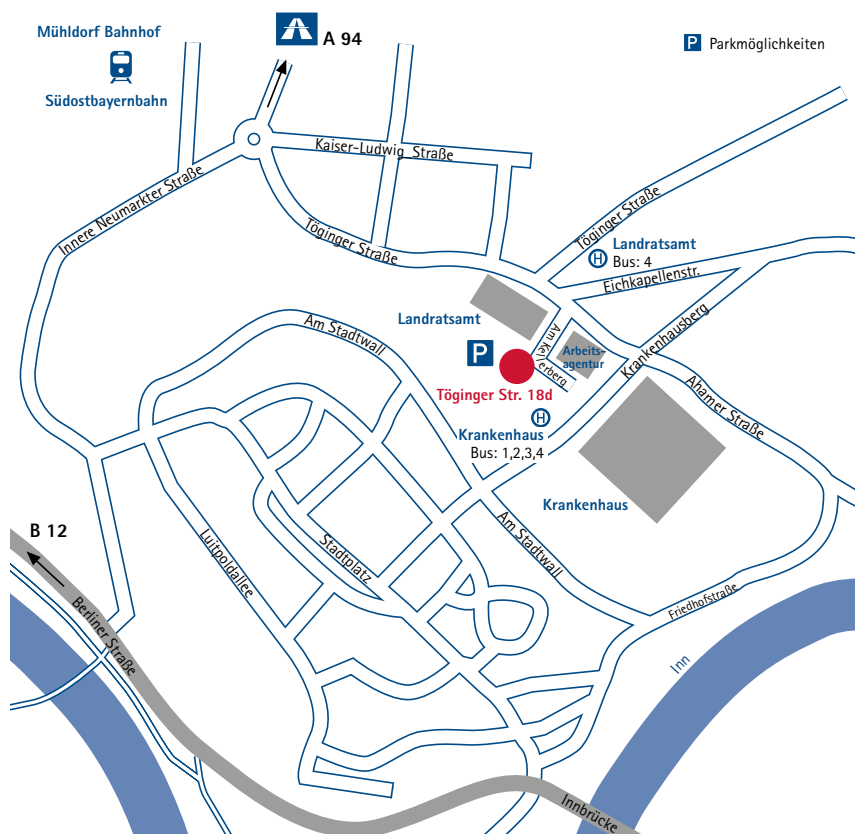 Mühldorf Bahnhof
Südostbayernbahn
A 94
P Parkmöglichkeiten
Kaiser-Ludwig Straße
Innere Neumarkter Straße
Töginger Straße
Töginger Straße
H Landratsamt
Bus: 4
Eichkapellenstr.
Landratsamt
Am Stadtwall
Am Kellerberg
Arbeits-
agentur
Krankenhausberg
P
Töginger Str. 18d
Ahamer Straße
H
Krankenhaus
Bus: 1,2,3,4
Krankenhaus
B 12
Luitpoldallee
Stadtplatz
Am Stadtwall
Berliner Straße
Friedhofstraße
Inn
Innbrücke